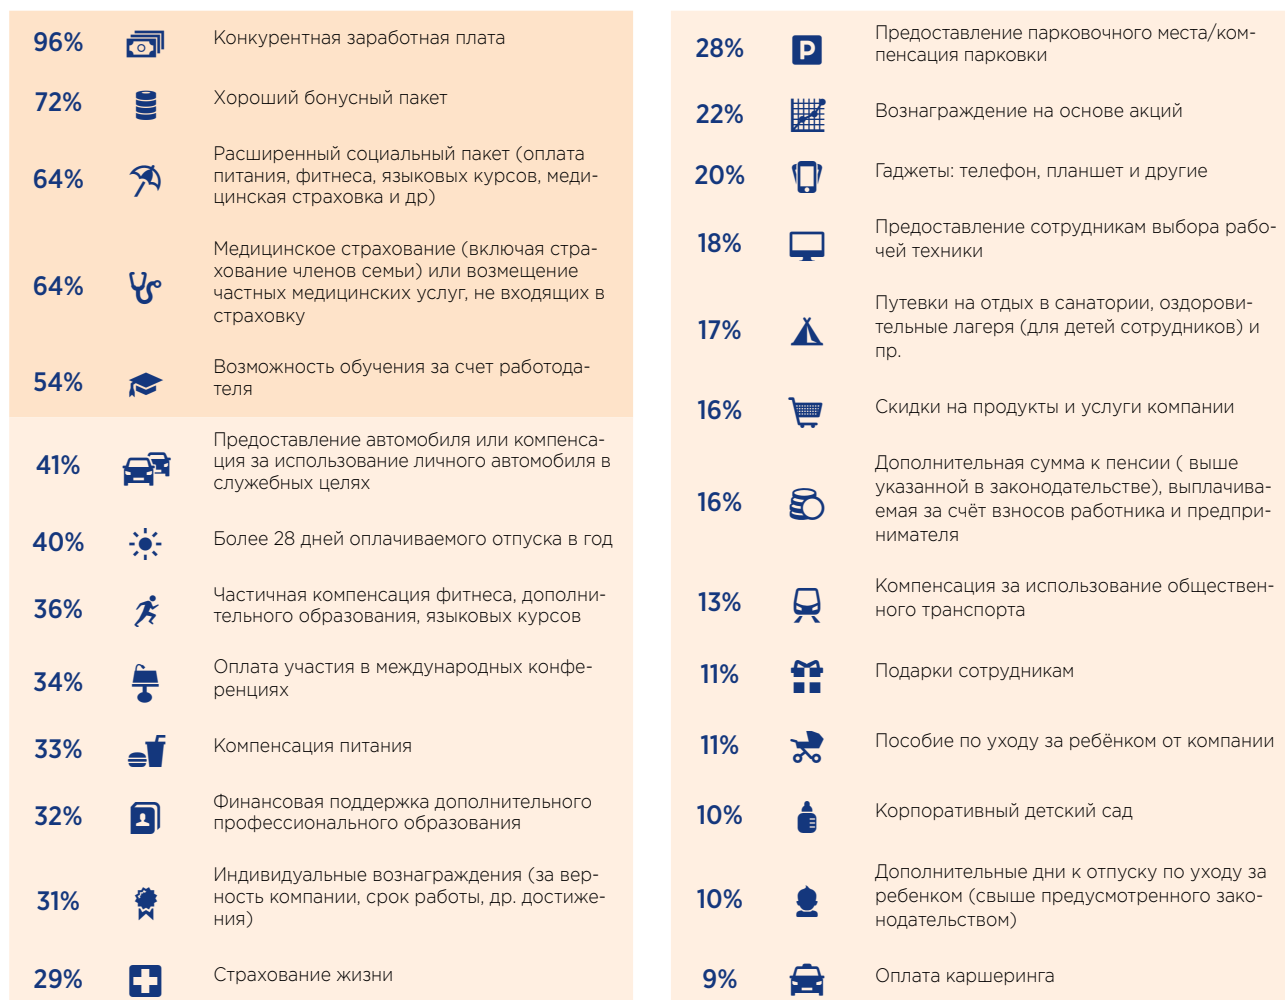 96%
Конкурентная заработная плата
72%
Хороший бонусный пакет
64%
Расширенный социальный пакет (оплата
питания, фитнеса, языковых курсов, меди-
цинская страховка и др)
64%
Медицинское страхование (включая стра-
хование членов семьи) или возмещение
частных медицинских услуг, не входящих в
страховку
54%
Возможность обучения за счет работода-
теля
41%
Предоставление автомобиля или компенса-
ция за использование личного автомобиля в
служебных целях
40%
Более 28 дней оплачиваемого отпуска в год
36%
Частичная компенсация фитнеса, дополни-
тельного образования, языковых курсов
34%
Оплата участия в международных конфе-
ренциях
33%
Компенсация питания
32%
Финансовая поддержка дополнительного
профессионального образования
31%
Индивидуальные вознаграждения (за вер-
ность компании, срок работы, др. достиже-
ния)
29%
Страхование жизни
28%
P
Предоставление парковочного места/ком-
пенсация парковки
22%
Вознаграждение на основе акций
20%
Гаджеты: телефон, планшет и другие
18%
Предоставление сотрудникам выбора рабо-
чей техники
17%
Путевки на отдых в санатории, оздорови-
тельные лагеря (для детей сотрудников) и
пр.
16%
Скидки на продукты и услуги компании
16%
Дополнительная сумма к пенсии ( выше
указанной в законодательстве), выплачива-
емая за счёт взносов работника и предпри-
нимателя
13%
Компенсация за использование обществен-
ного транспорта
11%
Подарки сотрудникам
11%
Пособие по уходу за ребёнком от компании
10%
Корпоративный детский сад
10%
Дополнительные дни к отпуску по уходу за
ребенком (свыше предусмотренного зако-
нодательством)
9%
Оплата каршеринга